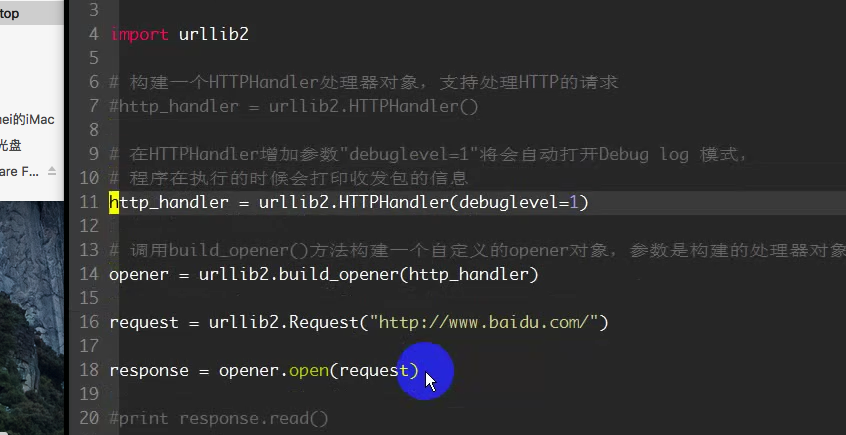 top
nei的iMac
光盘
are F...
3
4 import urllib2
5
6 # 构建一个HTTPHandler处理器对象，支持处理HTTP的请求
7 #http_handler = urllib2.HTTPHandler()
8
9 # 在HTTPHandler增加参数"debuglevel=1"将会自动打开Debug log 模式，
10 # 程序在执行的时候会打印收发包的信息
11 http_handler = urllib2.HTTPHandler(debuglevel=1)
12
13 # 调用build_opener()方法构建一个自定义的opener对象，参数是构建的处理器对象
14 opener = urllib2.build_opener(http_handler)
15
16 request = urllib2.Request("http://www.baidu.com/")
17
18 response = opener.open(request)
19
20 #print response.read()